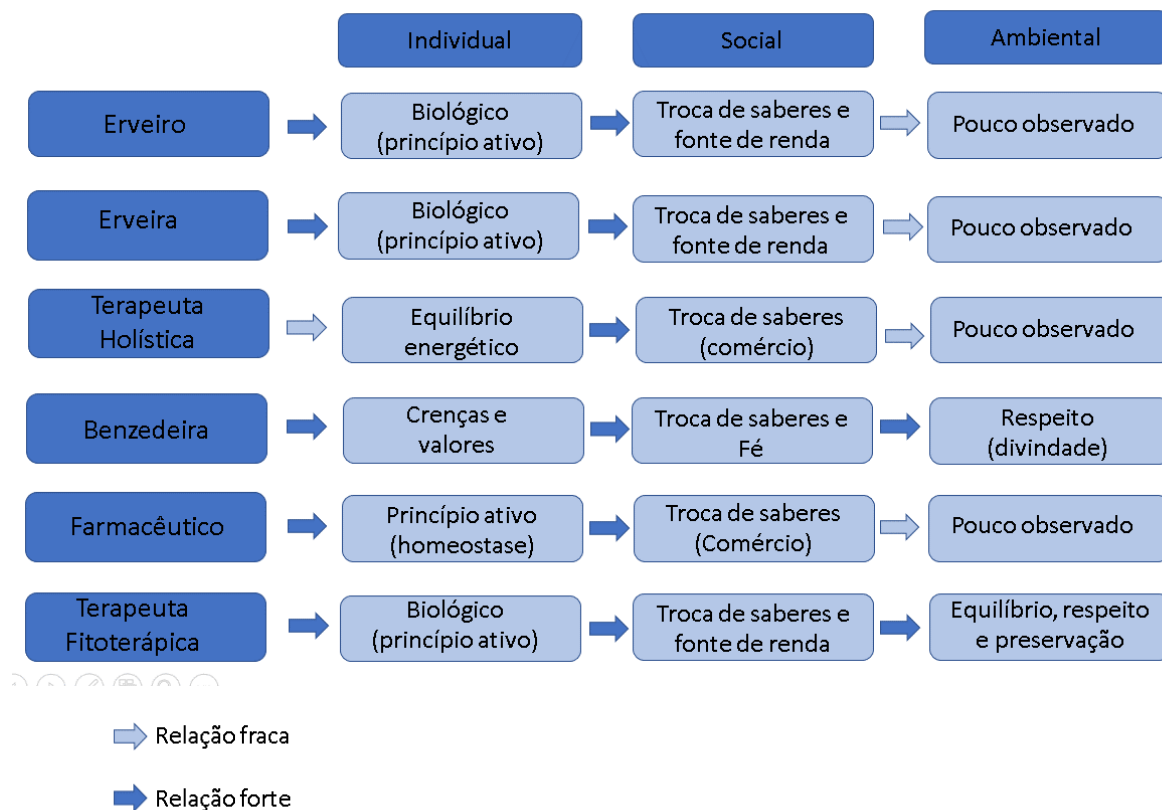 Individual
Social
Ambiental
Erveiro
Biológico
(princípio ativo)
Troca de saberes e
fonte de renda
Pouco observado
Erveira
Biológico
(princípio ativo)
Troca de saberes e
fonte de renda
Pouco observado
Terapeuta
Holística
Equilíbrio
energético
Troca de saberes
(comércio)
Pouco observado
Benzedeira
Crenças e
valores
Troca de saberes e
Fé
Respeito
(divindade)
Farmacêutico
Princípio ativo
(homeostase)
Troca de saberes
(Comércio)
Pouco observado
Terapeuta
Fitoterápica
Biológico
(princípio ativo)
Troca de saberes e
fonte de renda
Equilíbrio, respeito
e preservação
Relação fraca
Relação forte